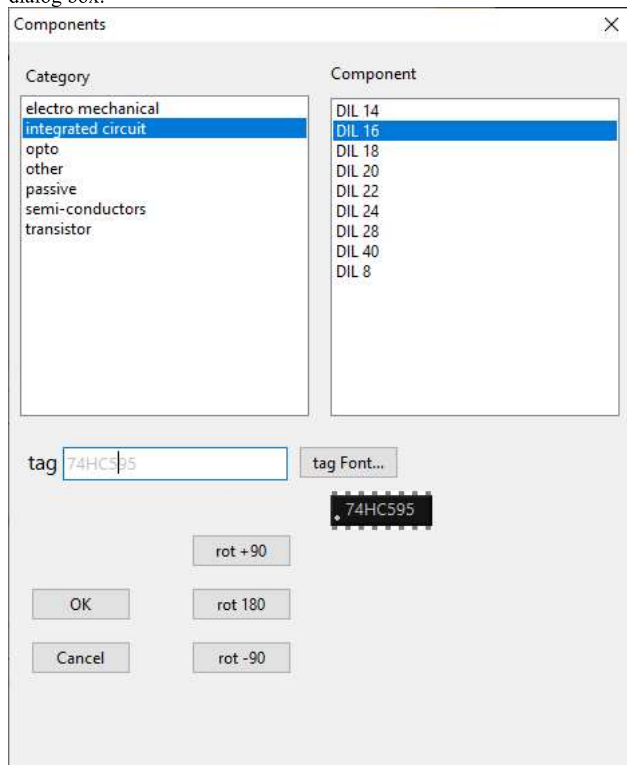 dialog box.
Components
Category
Component
electro mechanical
integrated circuit
opto
other
passive
semi-conductors
transistor
DIL 14
DIL 16
DIL 18
DIL 20
DIL 22
DIL 24
DIL 28
DIL 40
DIL 8
tag 74HC595 tag Font...
74HC595
rot +90
OK rot 180
Cancel rot -90